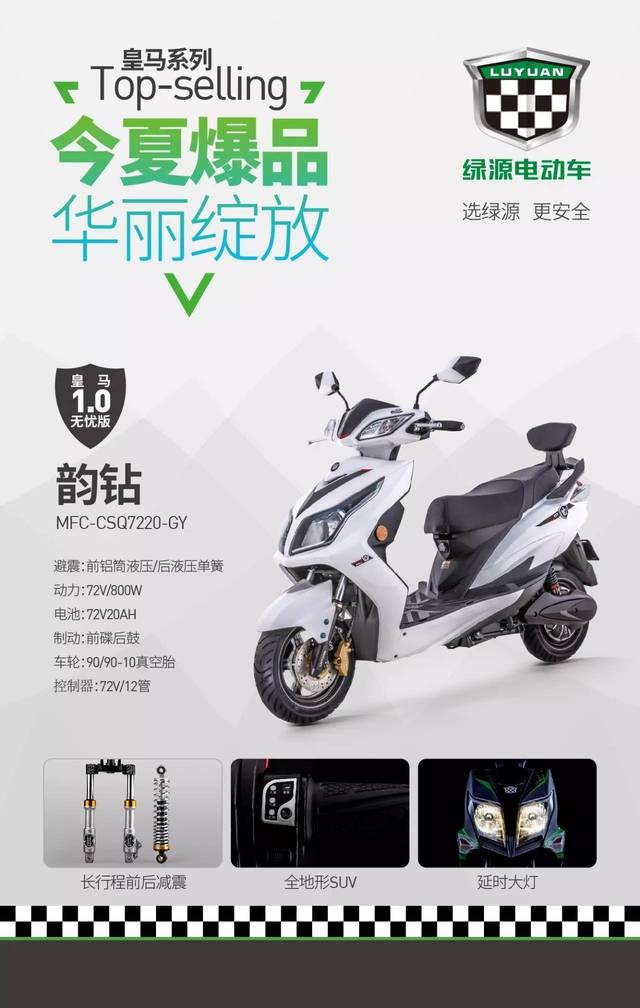 皇马系列
Top-selling
今夏爆品
华丽绽放
LUYUAN
绿源电动车
选绿源 更安全
皇 马
1.0
无忧版
韵钻
MFC-CSQ7220-GY
避震：前铝筒液压/后液压单簧
动力：72V/800W
电池：72V20AH
制动：前碟后鼓
车轮：90/90-10真空胎
控制器：72V/12管
长行程前后减震
全地形SUV
延时大灯